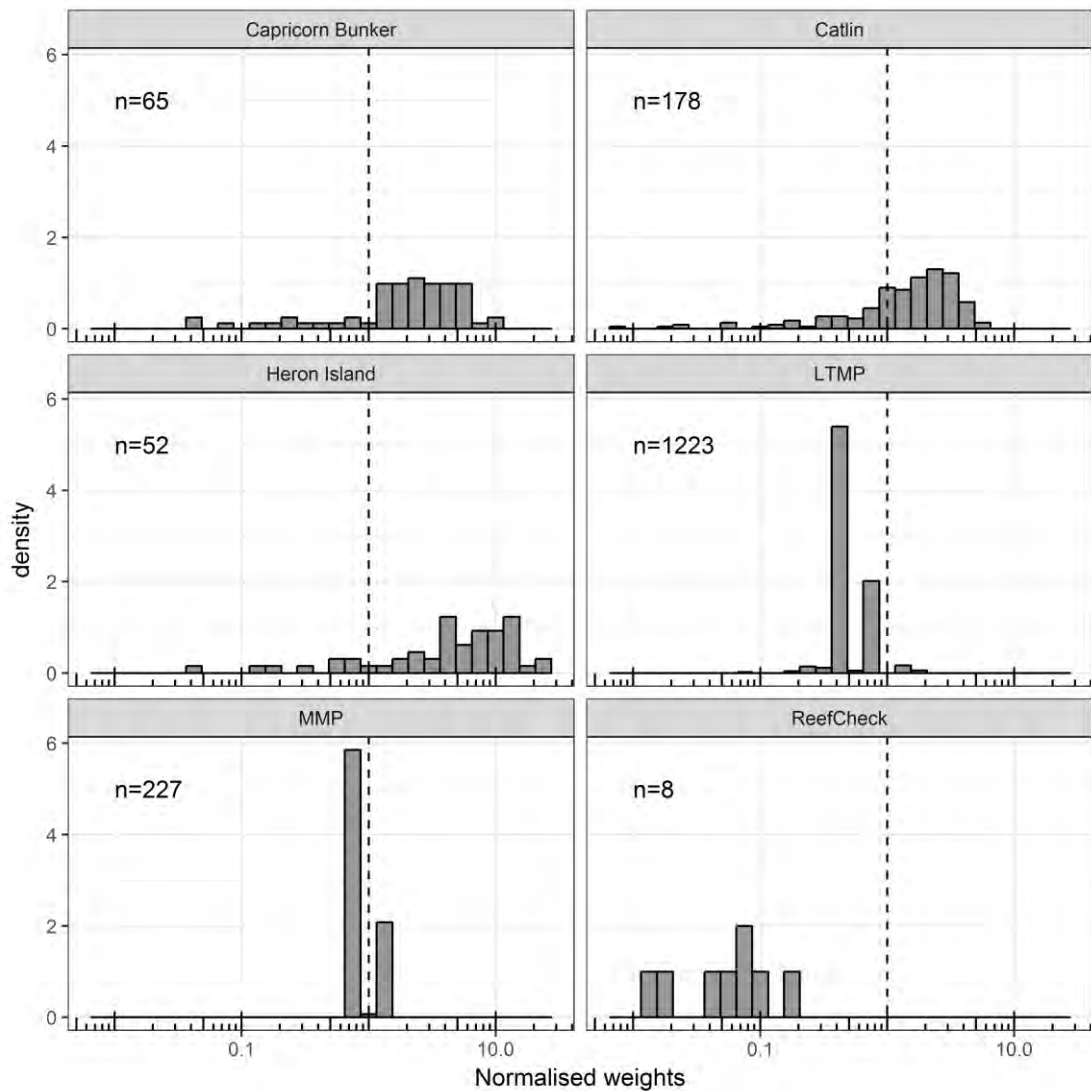 Capricorn Bunker
Catlin
6
n=65
n=178
4
2
0
Heron Island
LTMP
6
n=52
n=1223
4
2
0
MMP
ReefCheck
6
n=227
n=8
4
2
0
density
0.1
10.0
0.1
10.0
Normalised weights